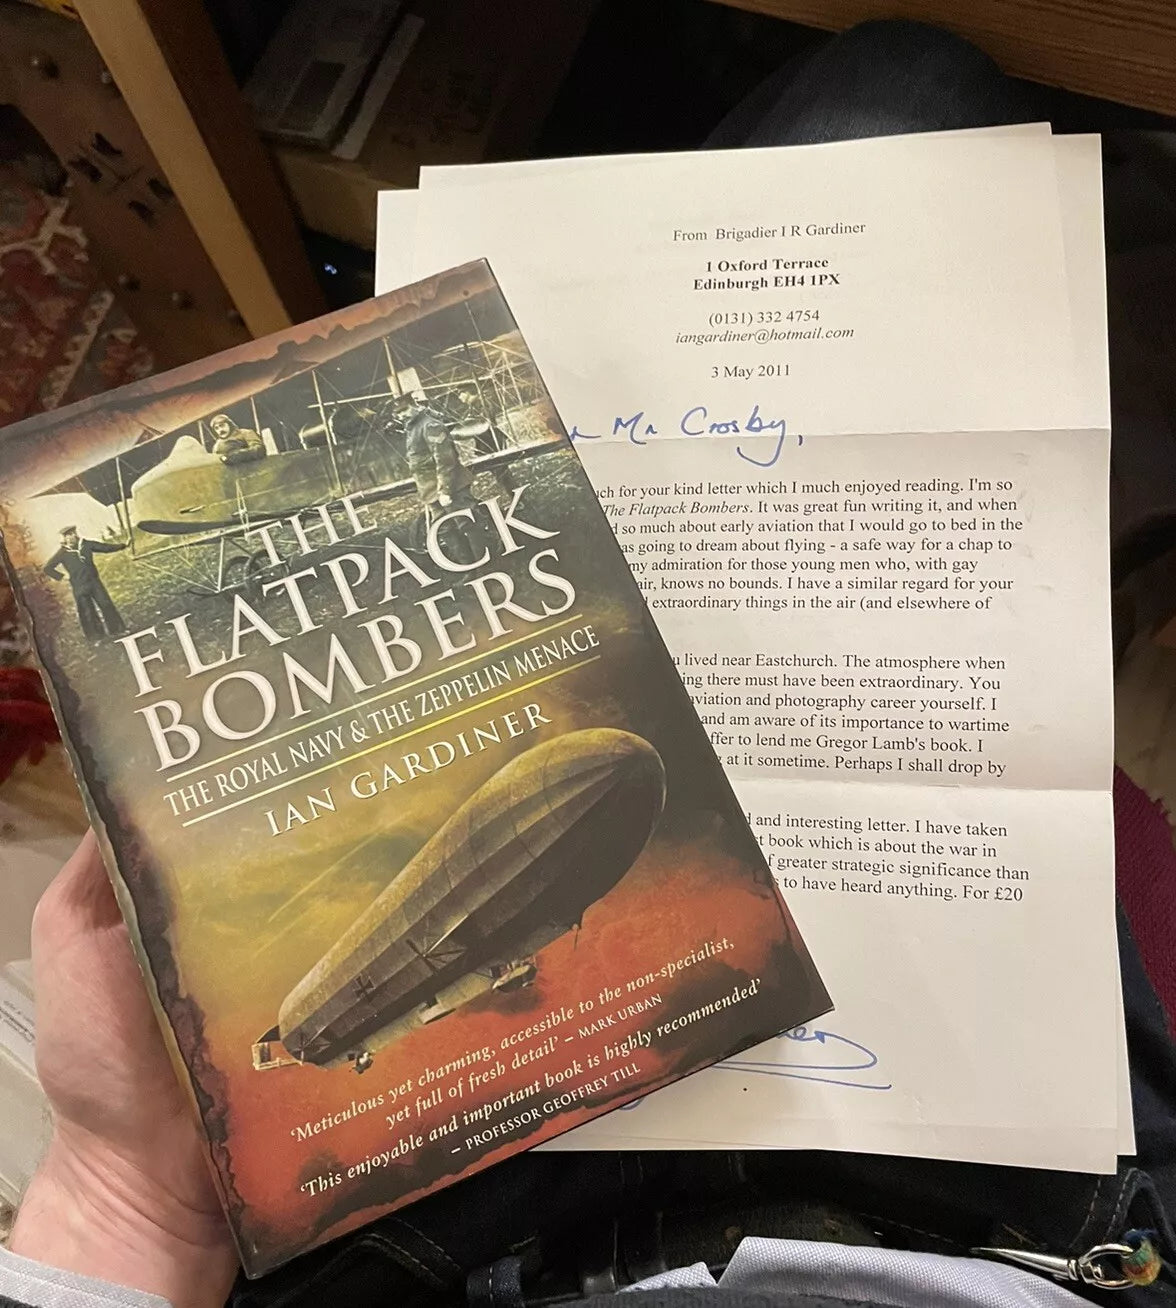 THE
FLATPACK
BOMBERS
THE ROYAL NAVY & THE ZEPPELIN MENACE
IAN GARDINER
'Meticulous yet charming, accessible to the non-specialist,
yet full of fresh detail' – MARK URBAN
'This enjoyable and important book is highly recommended'
– PROFESSOR GEOFFREY TILL
From Brigadier I R Gardiner
1 Oxford Terrace
Edinburgh EH4 1PX
(0131) 332 4754
iangardiner@hotmail.com
3 May 2011
Mr Crosby,
for your kind letter which I much enjoyed reading. I'm so
The Flatpack Bombers. It was great fun writing it, and when
so much about early aviation that I would go to bed in the
as going to dream about flying - a safe way for a chap to
my admiration for those young men who, with gay
air, knows no bounds. I have a similar regard for your
extraordinary things in the air (and elsewhere of
u lived near Eastchurch. The atmosphere when
ing there must have been extraordinary. You
aviation and photography career yourself. I
and am aware of its importance to wartime
ffer to lend me Gregor Lamb's book. I
at it sometime. Perhaps I shall drop by
and interesting letter. I have taken
t book which is about the war in
f greater strategic significance than
s to have heard anything. For £20